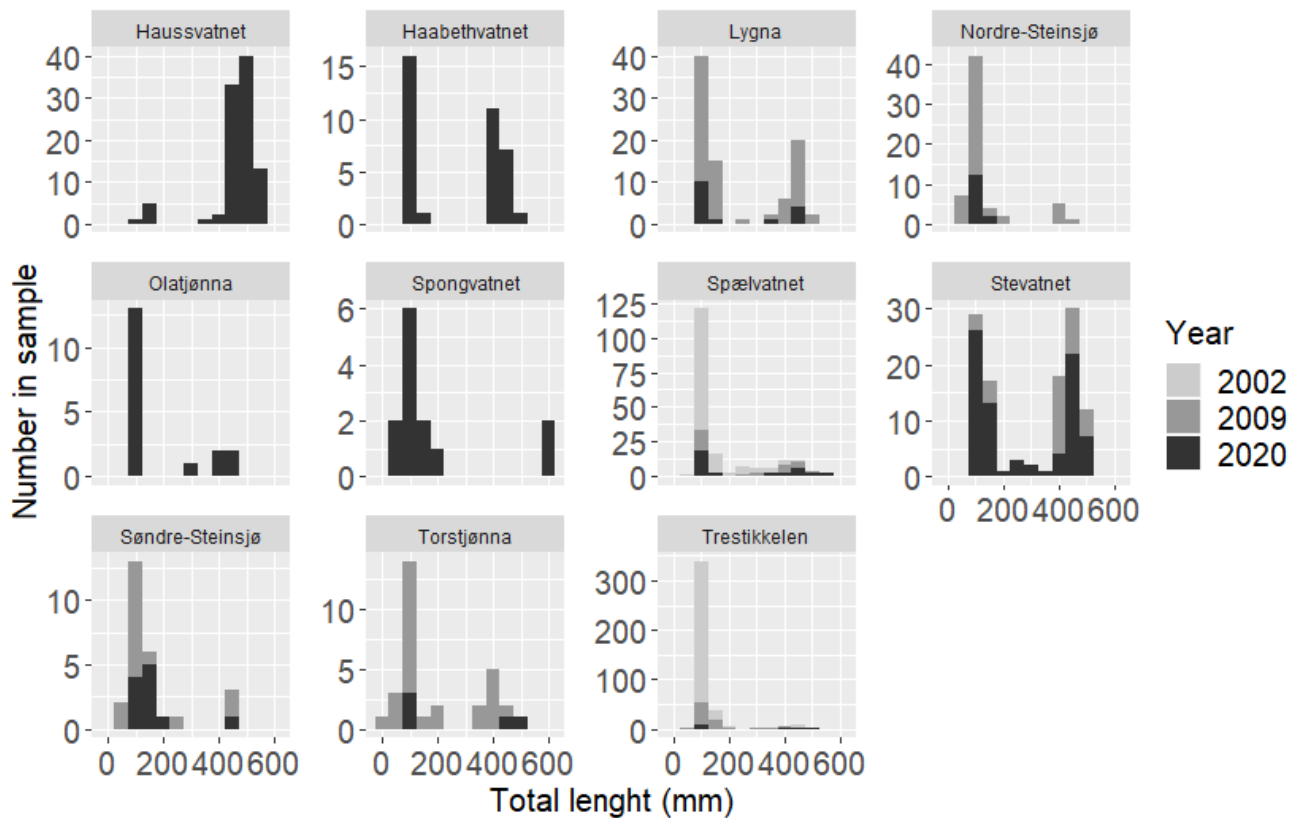 Haussvatnet Haabethvatnet Lygna Nordre-Steinsjø
40 15 40 40
30 10 30 30
20 5 20 20
10 0 10 10
0 0 0
Olatjønna Spongvatnet Spælvatnet Stevatnet
10 6 125 30
5 4 100 20
0 2 75 10
0 50 0
25
0
0 200 400 600
Søndre-Steinsjø Torstjønna Trestikkelen
10 10 300
5 5 200
0 0 100
0
0 200 400 600 0 200 400 600 0 200 400 600
Number in sample
Total lenght (mm)
Year
2002
2009
2020